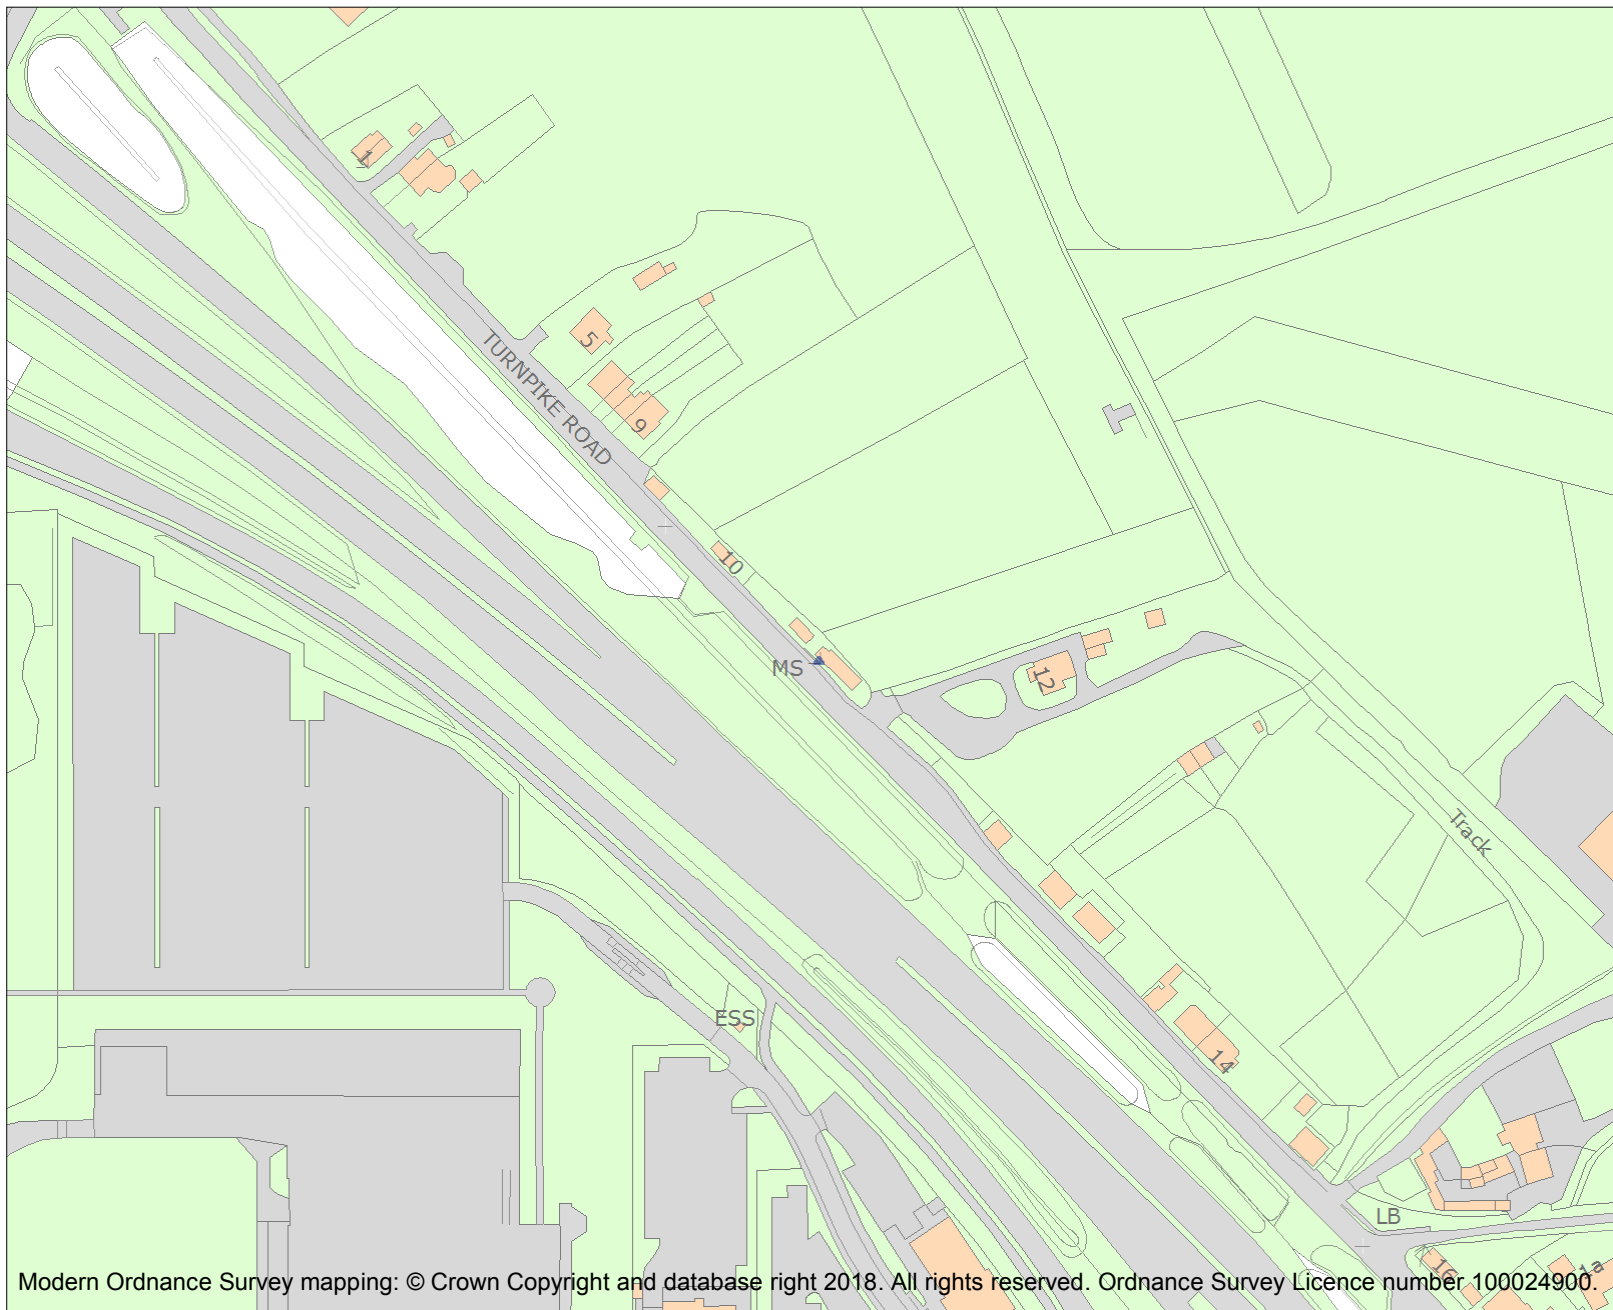 1
5
TURNPIKE ROAD
9
10
MS
12
Track
ESS
14
LB
16
1a
Modern Ordnance Survey mapping: © Crown Copyright and database right 2018. All rights reserved. Ordnance Survey Licence number 100024900.